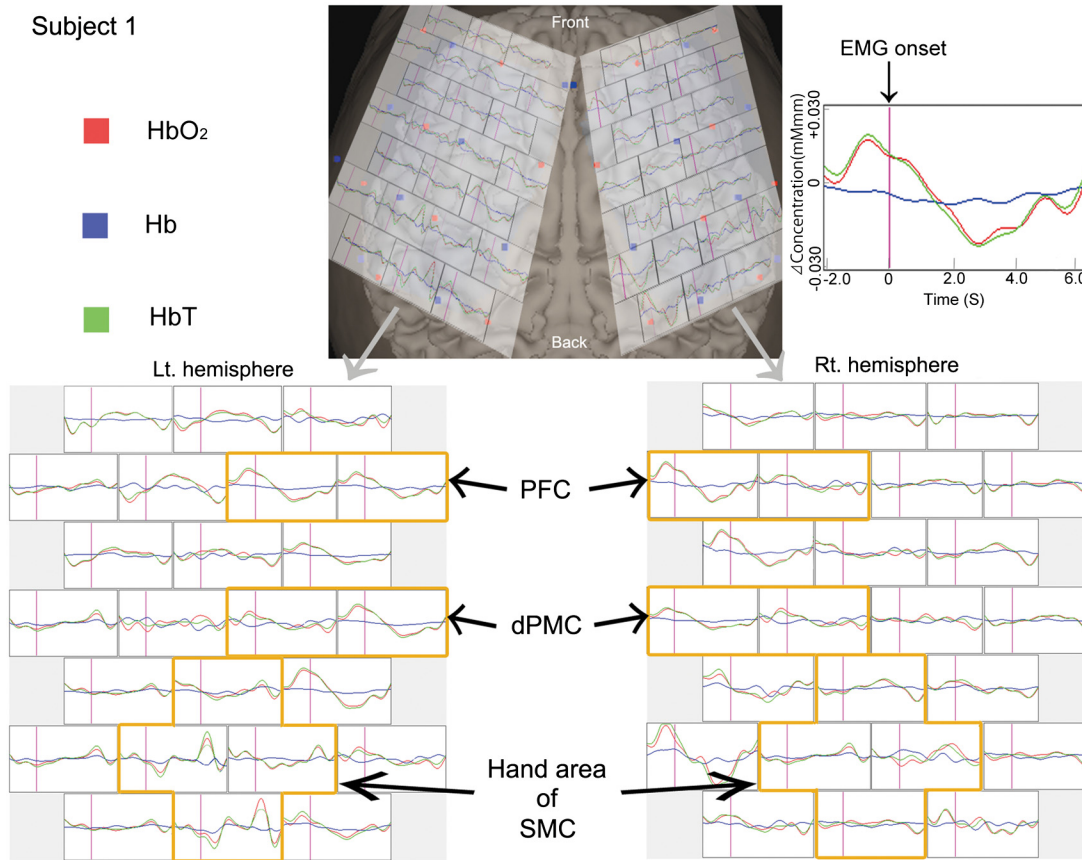 Subject 1
HbO2
Hb
HbT
Front
Back
EMG onset
⊿Concentration(mMmm)
+0.030
0
-0.030
-2.0 0 2.0 4.0 6.0
Time (S)
Lt. hemisphere
Rt. hemisphere
PFC
dPMC
Hand area
of
SMC